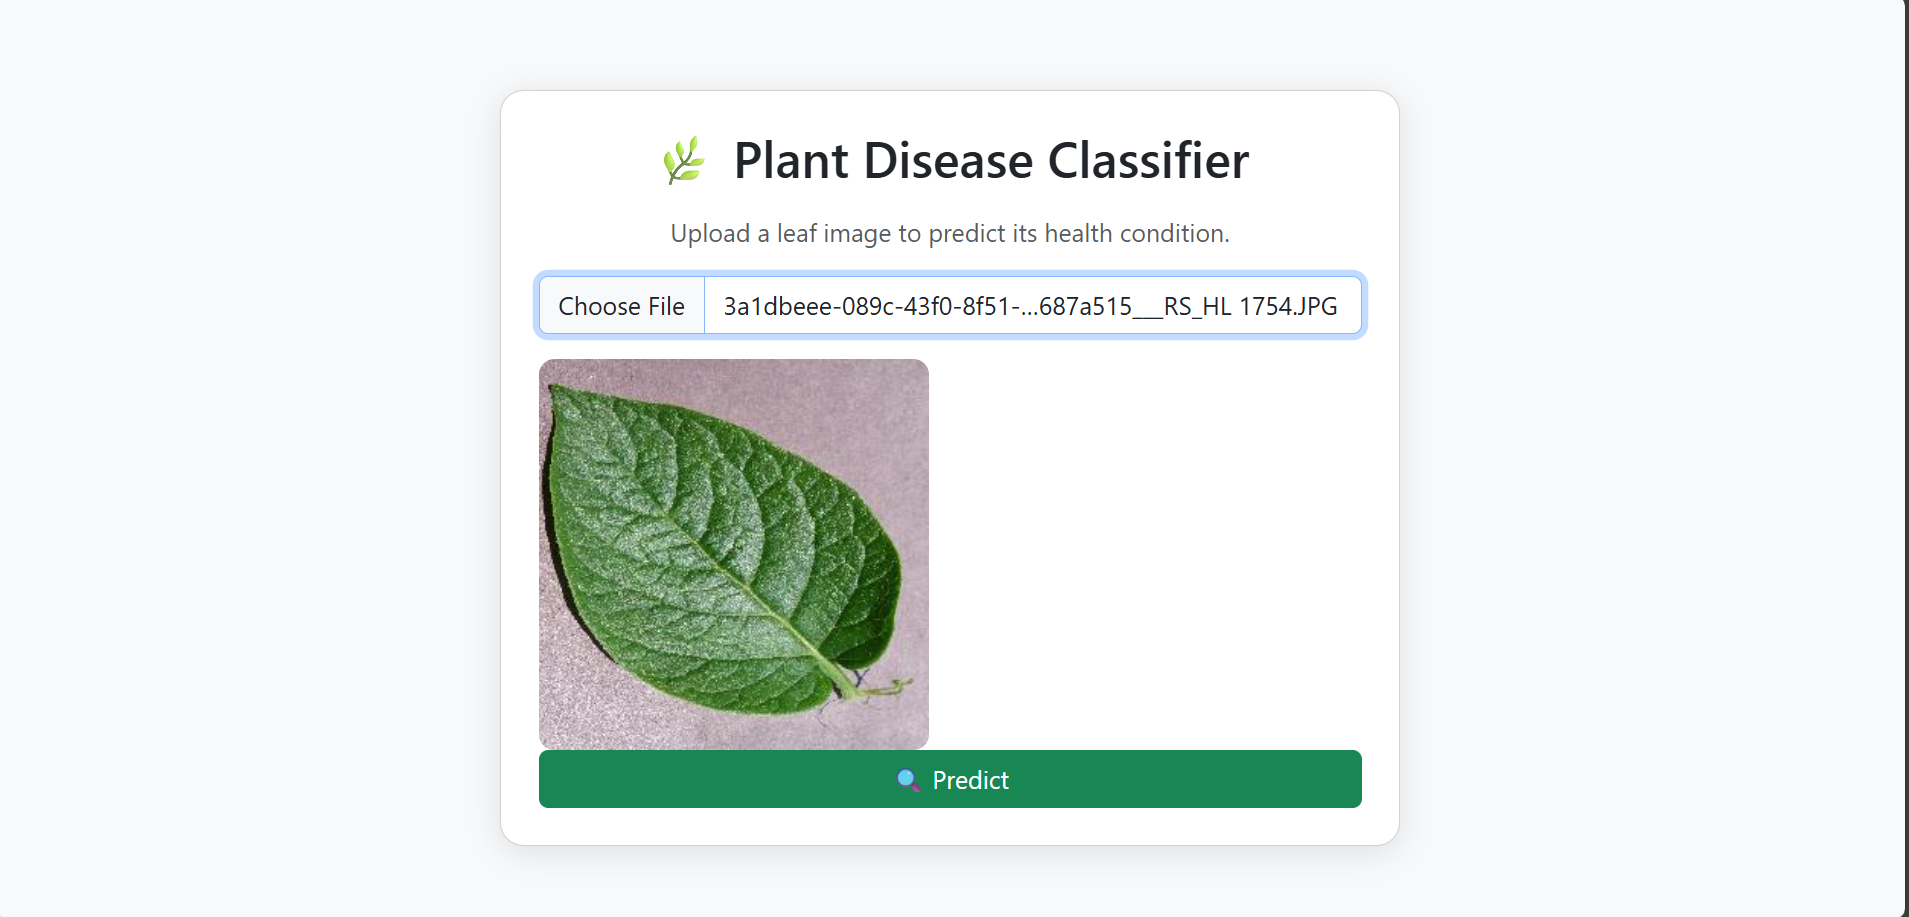 Plant Disease Classifier
Upload a leaf image to predict its health condition.
Choose File 3a1dbeee-089c-43f0-8f51-...687a515___RS_HL 1754.JPG
Predict